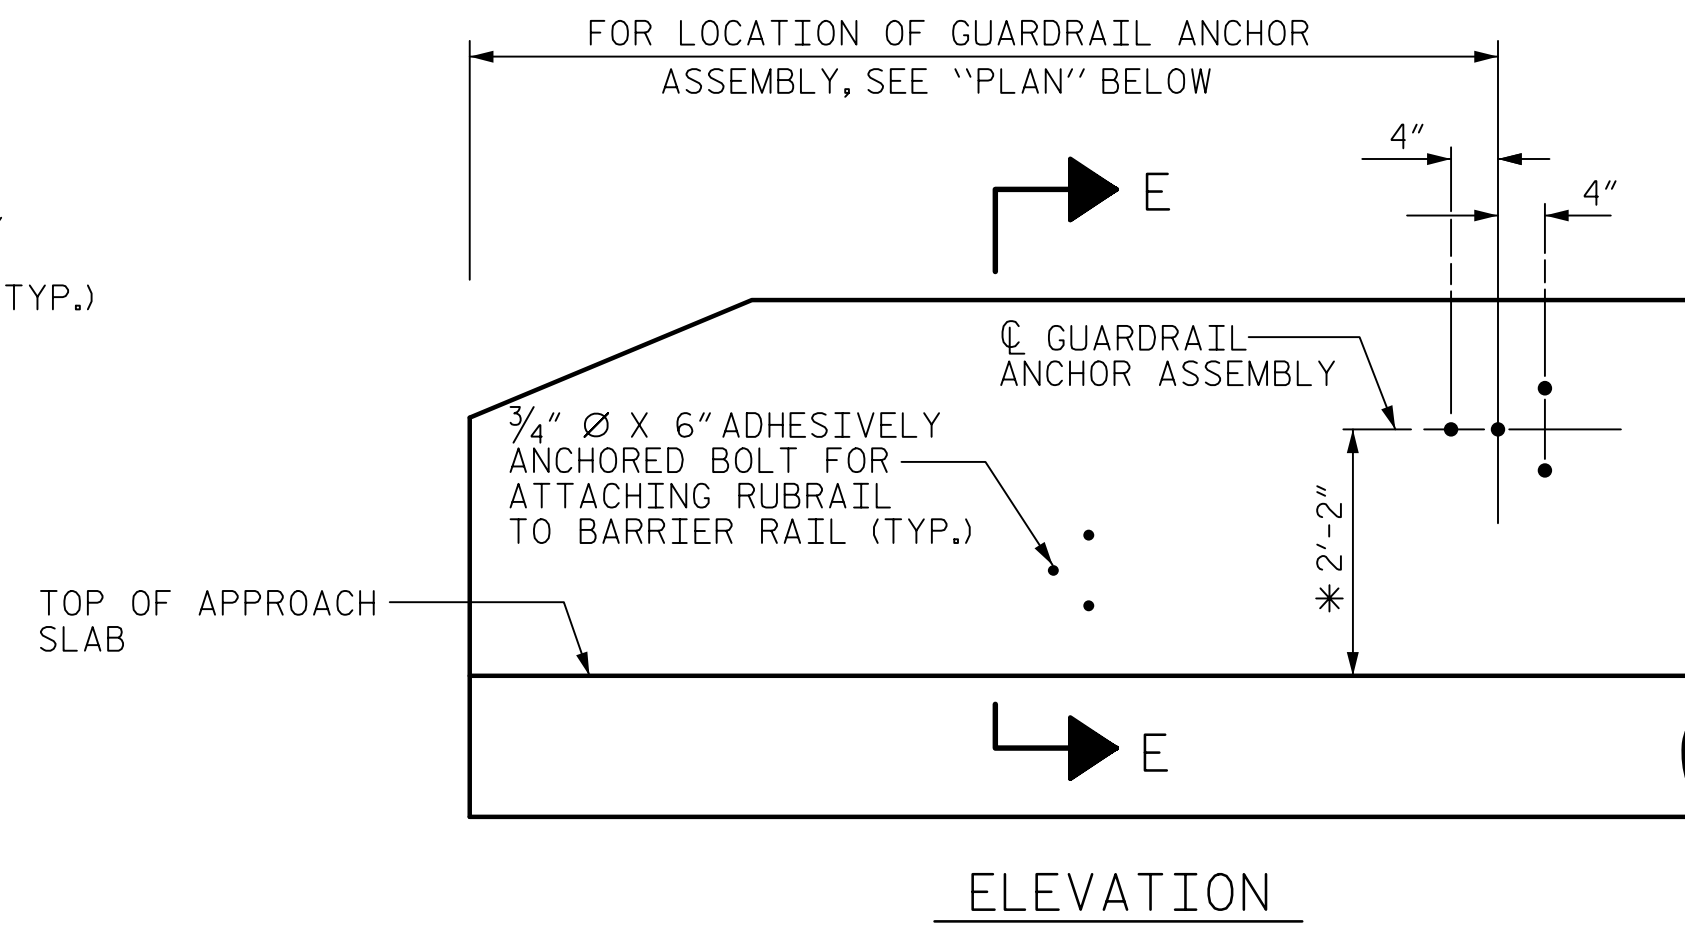 FOR LOCATION OF GUARDRAIL ANCHOR
ASSEMBLY, SEE ‘‘PLAN’’ BELOW
4"
E
4"
TYP.)
℄ GUARDRAIL
ANCHOR ASSEMBLY
3/4" Ø X 6" ADHESIVELY
ANCHORED BOLT FOR
ATTACHING RUBRAIL
TO BARRIER RAIL (TYP.)
* 2'-2"
TOP OF APPROACH
SLAB
E
ELEVATION